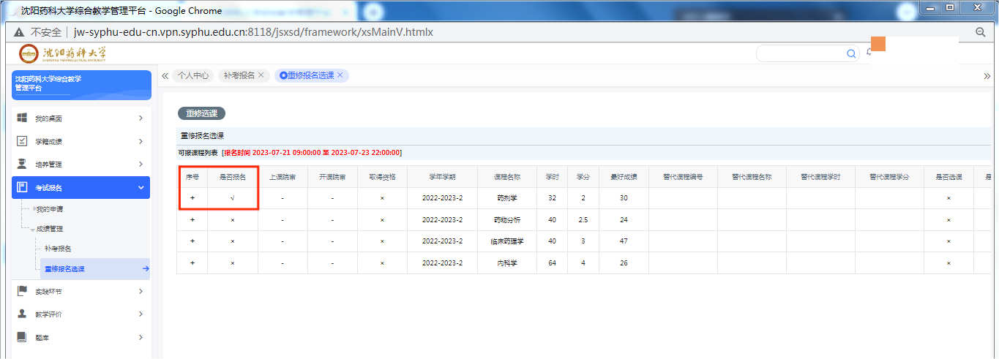 沈阳药科大学综合教学管理平台 - Google Chrome
不安全 | jw-syphu-edu-cn.vpn.syphu.edu.cn:8118/jsxsd/framework/xsMainV.htmlx
沈阳药科大学
SHENYANG PHARMACEUTICAL UNIVERSITY
沈阳药科大学综合教学
管理平台
个人中心 补考报名 重修报名选课
我的桌面
学籍成绩
培养管理
考试报名
我的申请
成绩管理
补考报名
重修报名选课
实践环节
教学评价
题库
重修选课
重修报名选课
可报课程列表 [报名时间 2023-07-21 09:00:00 至 2023-07-23 22:00:00]
序号 是否报名 上课院审 开课院审 取得资格 学年学期 课程名称 学时 学分 最好成绩 替代课程编号 替代课程名称 替代课程学时 替代课程学分 是否选课 是
+ √ - - × 2022-2023-2 药剂学 32 2 30 ×
+ × - - × 2022-2023-2 药物分析 40 2.5 24 ×
+ × - - × 2022-2023-2 临床药理学 40 3 47 ×
+ × - - × 2022-2023-2 内科学 64 4 26 ×